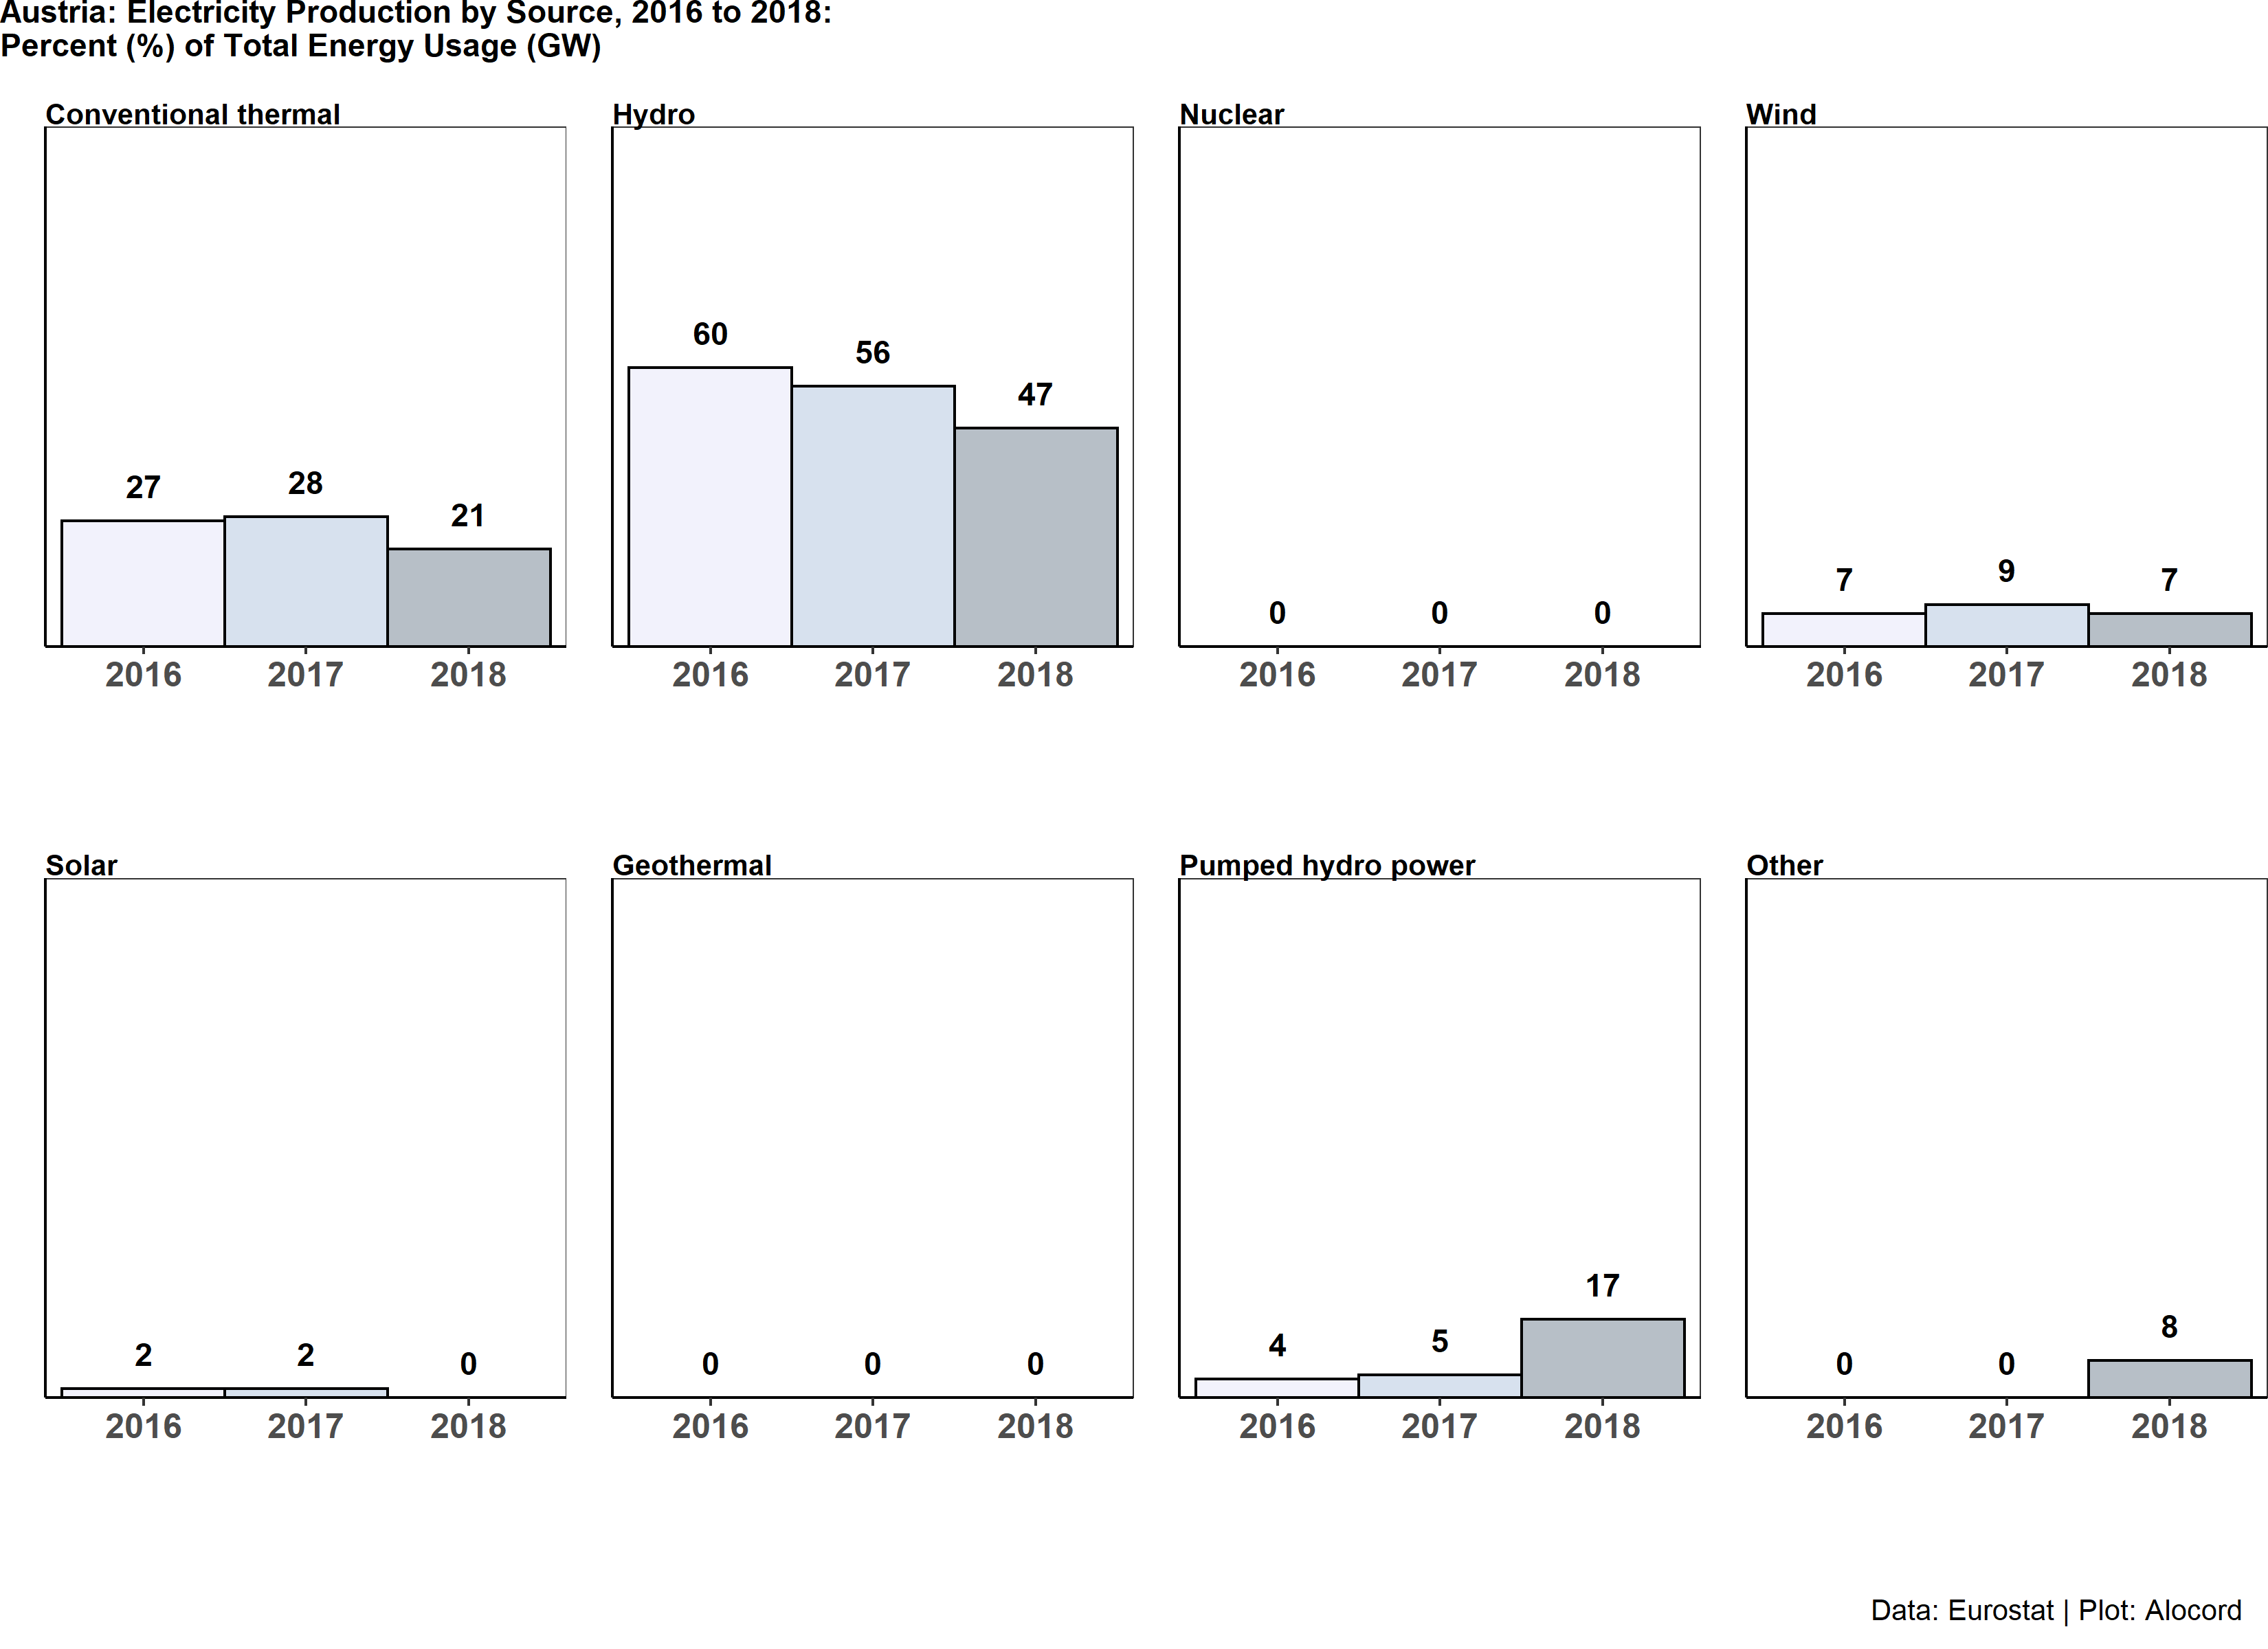 Austria: Electricity Production by Source, 2016 to 2018:
Percent (%) of Total Energy Usage (GW)
Conventional thermal
27
28
21
2016 2017 2018
Hydro
60
56
47
2016 2017 2018
Nuclear
0 0 0
2016 2017 2018
Wind
7
9
7
2016 2017 2018
Solar
2 2 0
2016 2017 2018
Geothermal
0 0 0
2016 2017 2018
Pumped hydro power
4
5
17
2016 2017 2018
Other
0 0 8
2016 2017 2018
Data: Eurostat | Plot: Alocord